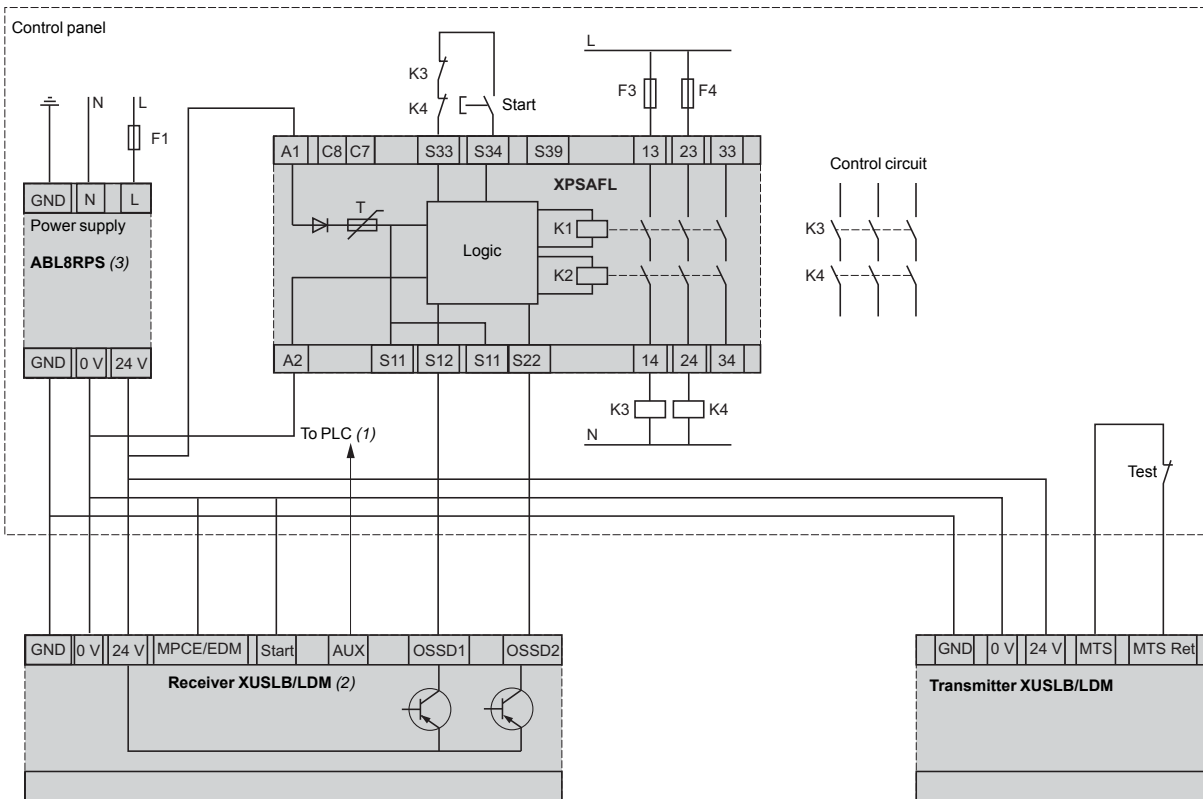 Control panel
L
K3
K4
Start
F3
F4
N
L
F1
A1
C8
C7
S33
S34
S39
13
23
33
XPSAFL
Control circuit
GND
N
L
Power supply
ABL8RPS (3)
T
Logic
K1
K2
K3
K4
GND
0 V
24 V
A2
S11
S12
S11
S22
14
24
34
K3
K4
N
To PLC (1)
Test
GND
0 V
24 V
MPCE/EDM
Start
AUX
OSSD1
OSSD2
Receiver XUSLB/LDM (2)
GND
0 V
24 V
MTS
MTS Ret
Transmitter XUSLB/LDM